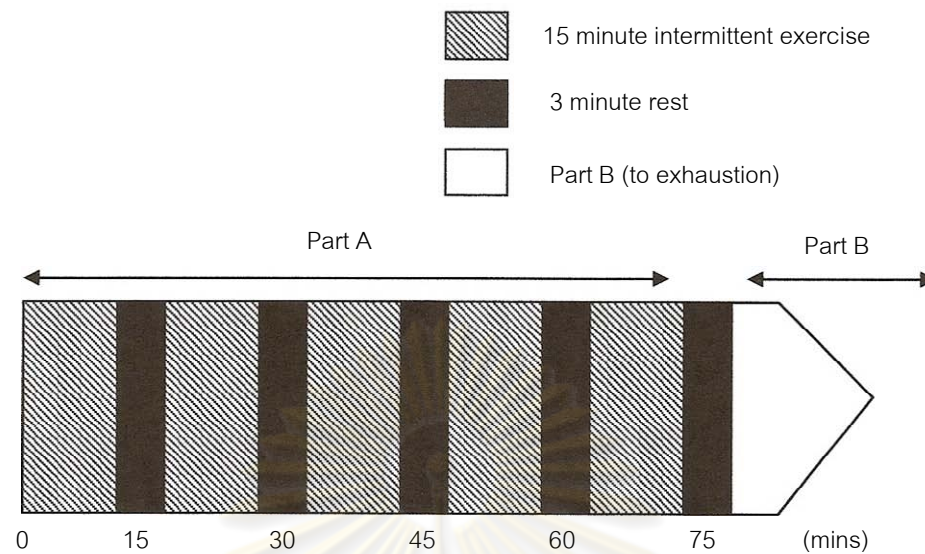 15 minute intermittent exercise
3 minute rest
Part B (to exhaustion)
Part A Part B
0 15 30 45 60 75 (mins)